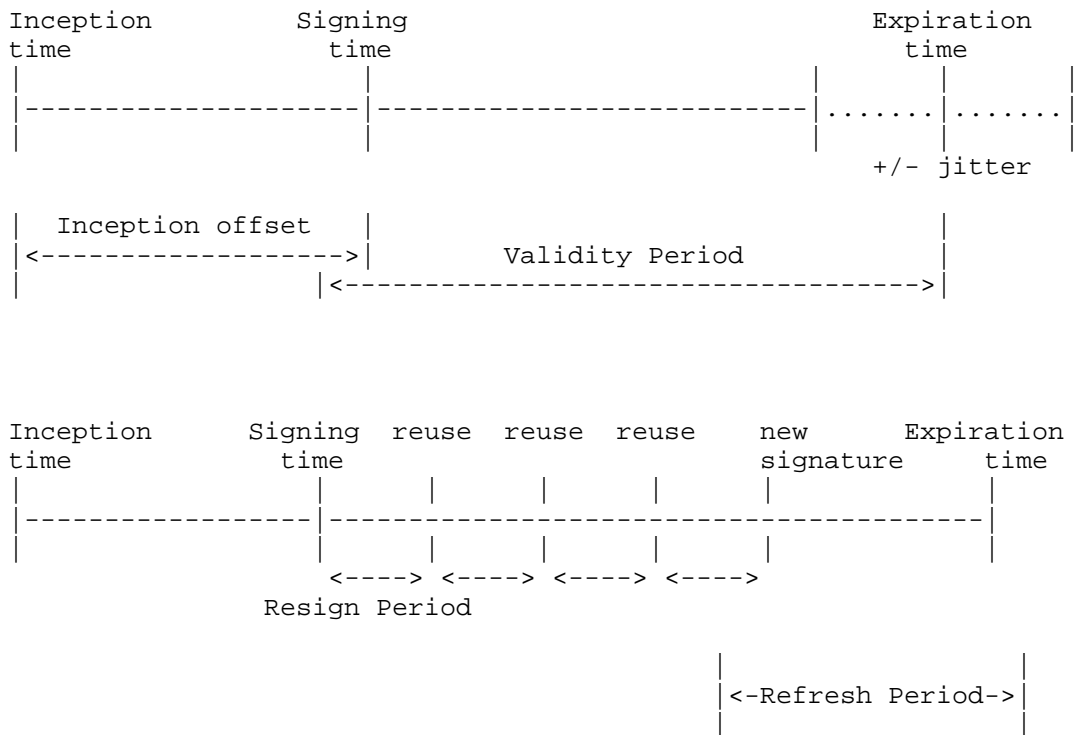 Inception Signing Expiration
time time time
| | | | |
|---------------------|---------------------------|.......|.......|
| | | | |
+/- jitter
| Inception offset | |
|<------------------->| Validity Period |
| |<------------------------------------>|
Inception Signing reuse reuse reuse new Expiration
time time signature time
| | | | | | |
|------------------|-----------------------------------------|
| | | | | | |
<----> <----> <----> <---->
Resign Period
| |
|<-Refresh Period->|
| |